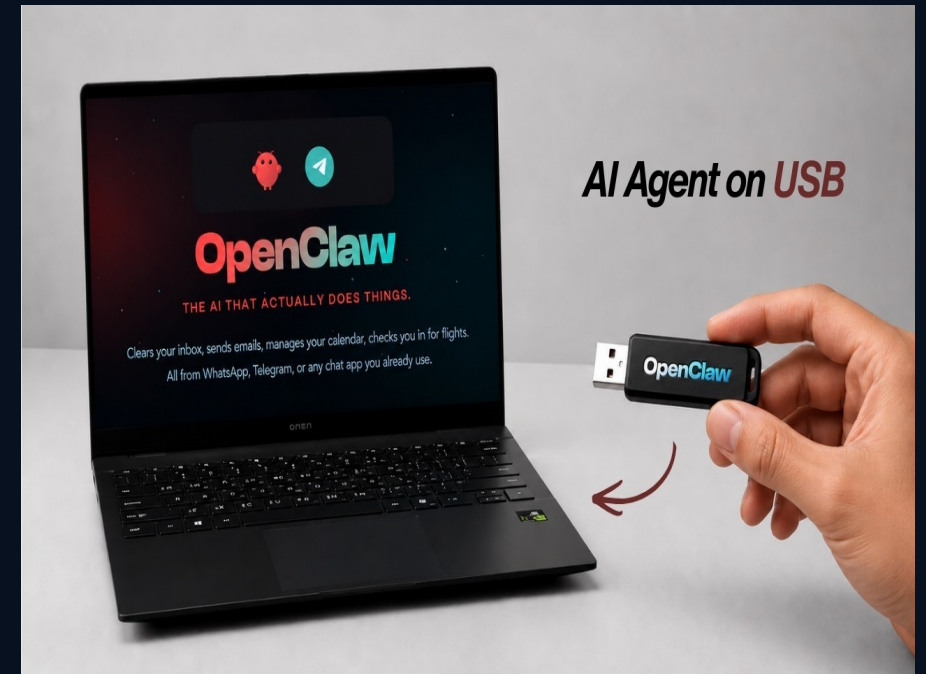 OpenClaw
THE AI THAT ACTUALLY DOES THINGS.
Clears your inbox, sends emails, manages your calendar, checks you in for flights.
All from WhatsApp, Telegram, or any chat app you already use.
AI Agent on USB
OpenClaw